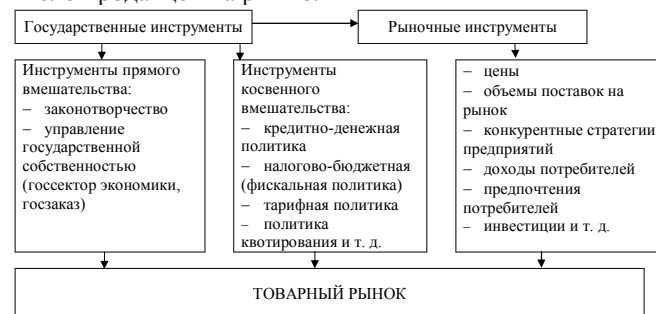 Государственные инструменты
Рыночные инструменты
Инструменты прямого
вмешательства:
– законотворчество
– управление
государственной
собственностью
(госсектор экономики,
госзаказ)
Инструменты
косвенного
вмешательства:
– кредитно-денежная
политика
– налогово-бюджетная
(фискальная политика)
– тарифная политика
– политика
квотирования и т. д.
– цены
– объемы поставок на
рынок
– конкурентные стратегии
предприятий
– доходы потребителей
– предпочтения
потребителей
– инвестиции и т. д.
ТОВАРНЫЙ РЫНОК